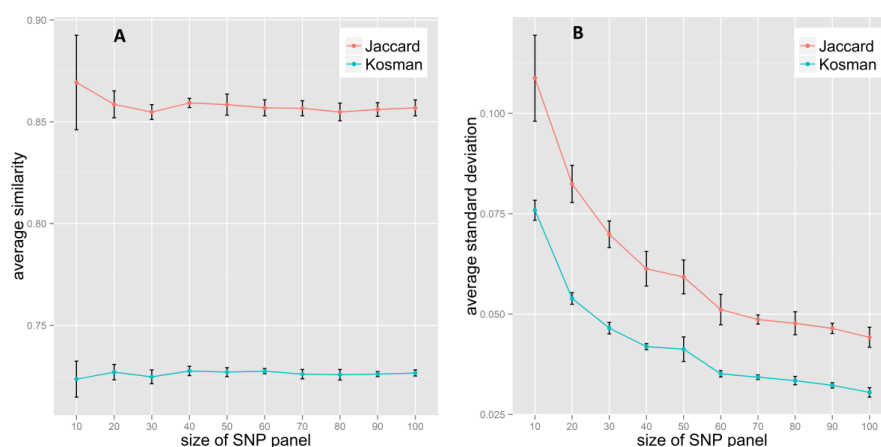 A
Jaccard
Kosman
average similarity
0.90
0.85
0.80
0.75
10 20 30 40 50 60 70 80 90 100
size of SNP panel
B
Jaccard
Kosman
average standard deviation
0.100
0.075
0.050
0.025
10 20 30 40 50 60 70 80 90 100
size of SNP panel